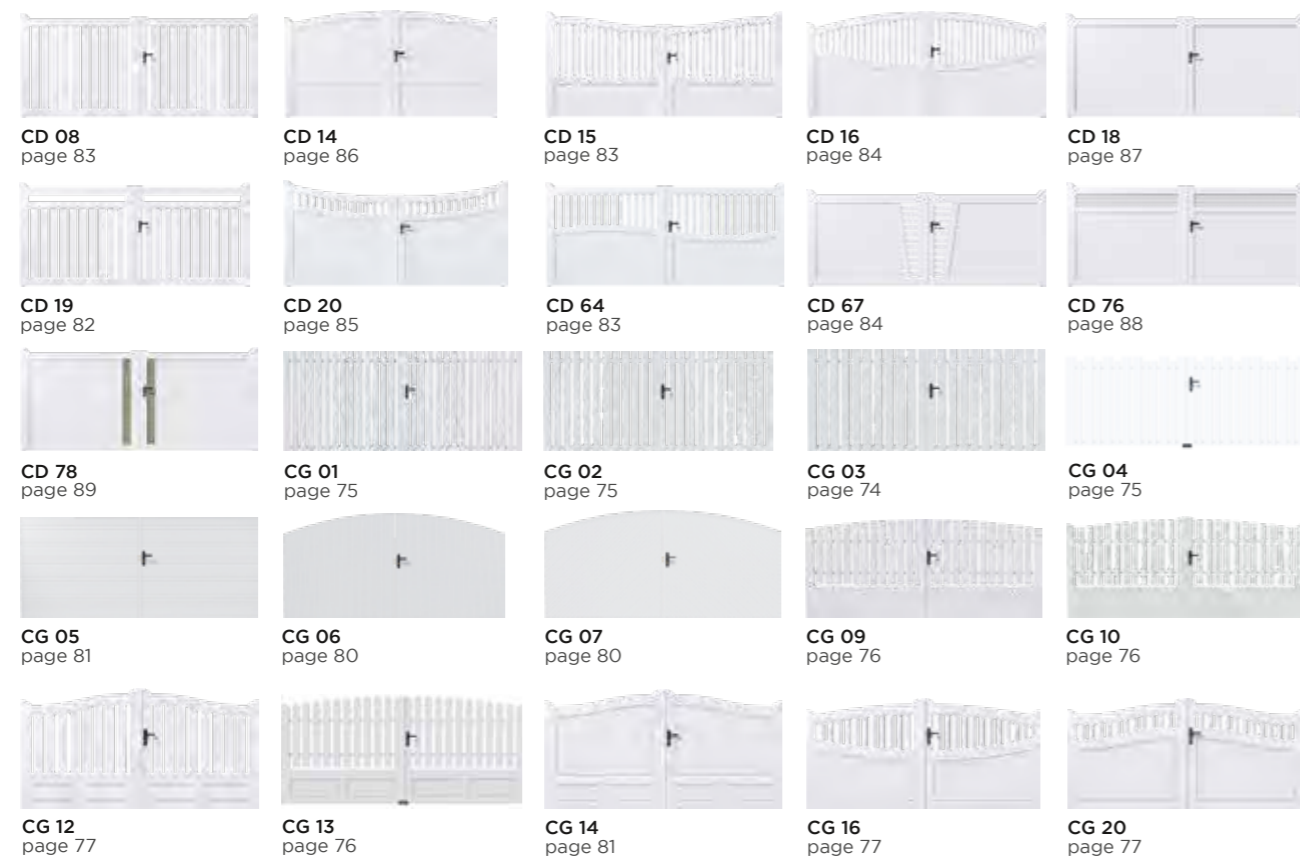 CD 08
page 83
CD 14
page 86
CD 15
page 83
CD 16
page 84
CD 18
page 87
CD 19
page 82
CD 20
page 85
CD 64
page 83
CD 67
page 84
CD 76
page 88
CD 78
page 89
CG 01
page 75
CG 02
page 75
CG 03
page 74
CG 04
page 75
CG 05
page 81
CG 06
page 80
CG 07
page 80
CG 09
page 76
CG 10
page 76
CG 12
page 77
CG 13
page 76
CG 14
page 81
CG 16
page 77
CG 20
page 77